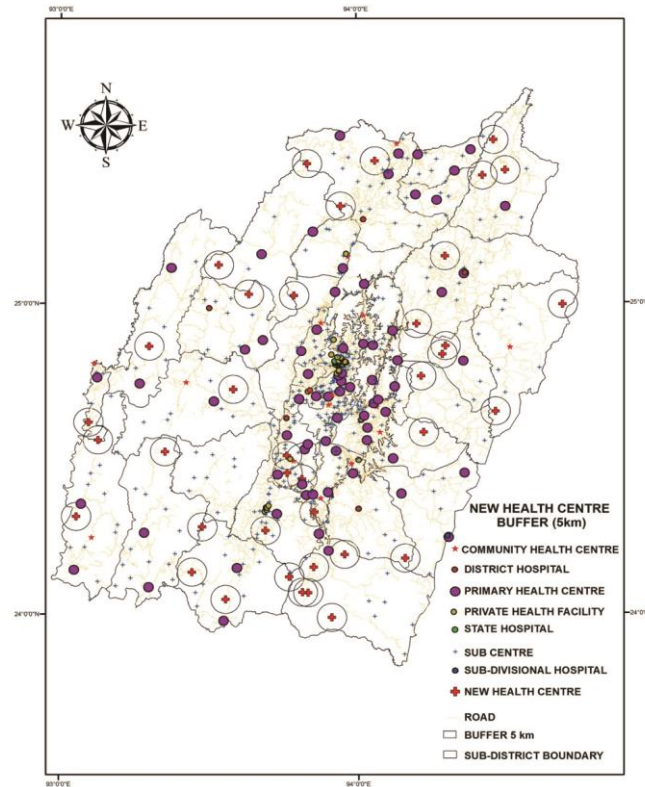 93°0'0"E 94°0'0"E
N
W E
S
25°0'0"N 25°0'0"N
NEW HEALTH CENTRE
BUFFER (5km)
COMMUNITY HEALTH CENTRE
DISTRICT HOSPITAL
PRIMARY HEALTH CENTRE
PRIVATE HEALTH FACILITY
STATE HOSPITAL
SUB CENTRE
SUB-DIVISIONAL HOSPITAL
NEW HEALTH CENTRE
ROAD
BUFFER 5 km
SUB-DISTRICT BOUNDARY
24°0'0"N 24°0'0"N
93°0'0"E 94°0'0"E